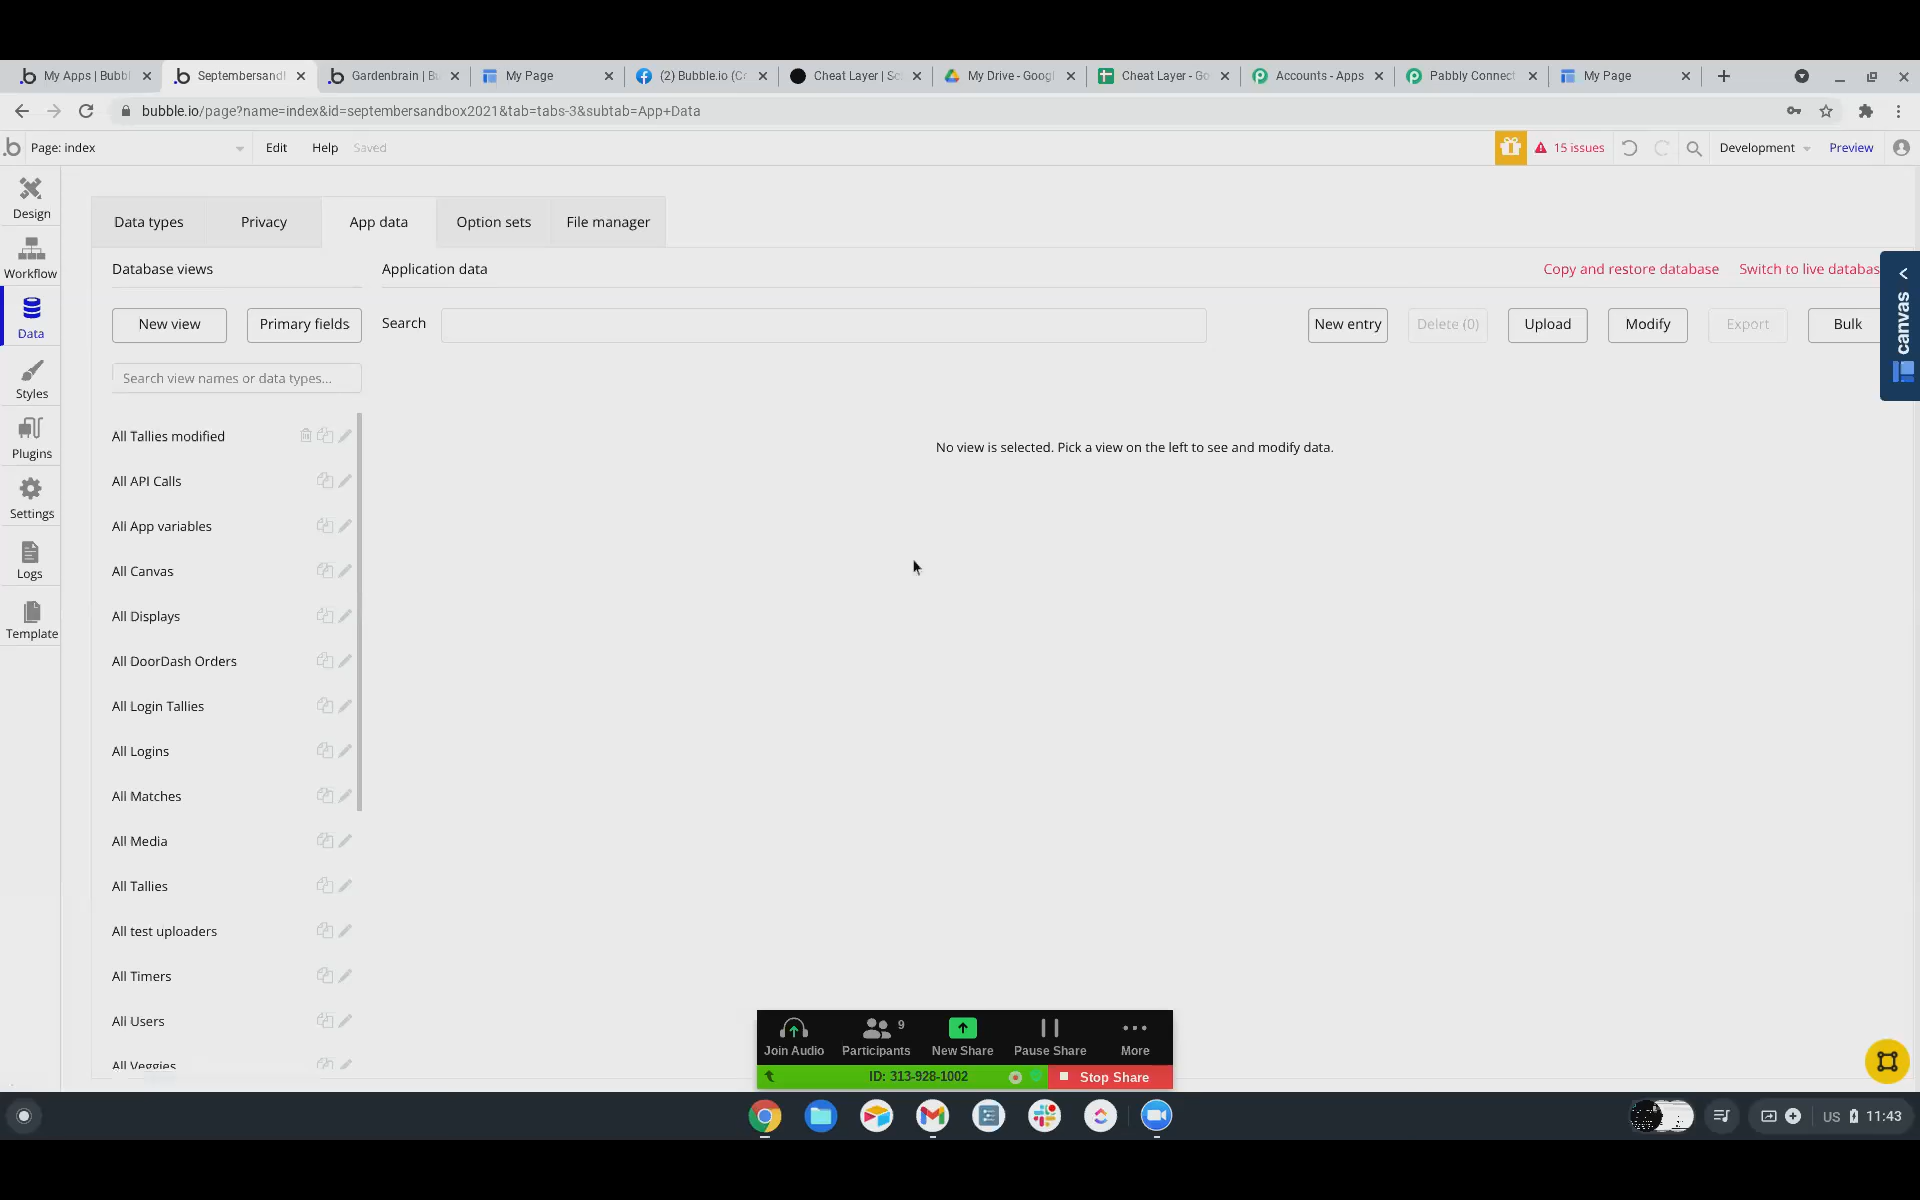 My Apps | Bubbl
Septembersandl
Gardenbrain | Bu
My Page
(2) Bubble.io (Cr
Cheat Layer | Sc
My Drive - Googl
Cheat Layer - Go
Accounts - Apps
Pabbly Connect
My Page
bubble.io/page?name=index&id=septembersandbox2021&tab=tabs-3&subtab=App+Data
Page: index
Edit
Help
Saved
15 issues
Development
Preview
Design
Workflow
Data
Styles
Plugins
Settings
Logs
Template
Data types
Privacy
App data
Option sets
File manager
Database views
Application data
Copy and restore database
Switch to live databas
New view
Primary fields
Search
New entry
Delete (0)
Upload
Modify
Export
Bulk
canvas
Search view names or data types...
No view is selected. Pick a view on the left to see and modify data.
All Tallies modified
All API Calls
All App variables
All Canvas
All Displays
All DoorDash Orders
All Login Tallies
All Logins
All Matches
All Media
All Tallies
All test uploaders
All Timers
All Users
All Veggies
9
Join Audio
Participants
New Share
Pause Share
More
ID: 313-928-1002
Stop Share
US
11:43